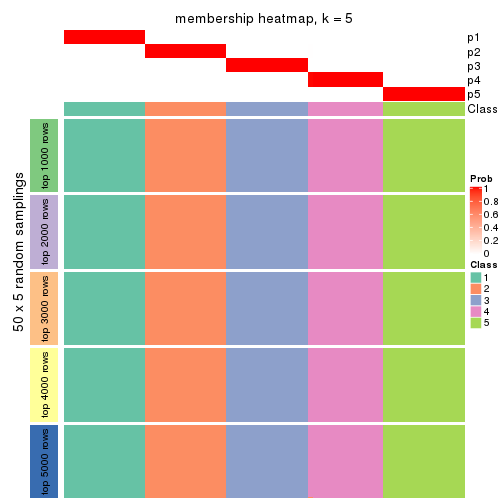 membership heatmap, k = 5
p1
p2
p3
p4
p5
Class
50 x 5 random samplings
top 1000 rows
top 2000 rows
top 3000 rows
top 4000 rows
top 5000 rows
Prob
1
0.8
0.6
0.4
0.2
0
Class
1
2
3
4
5